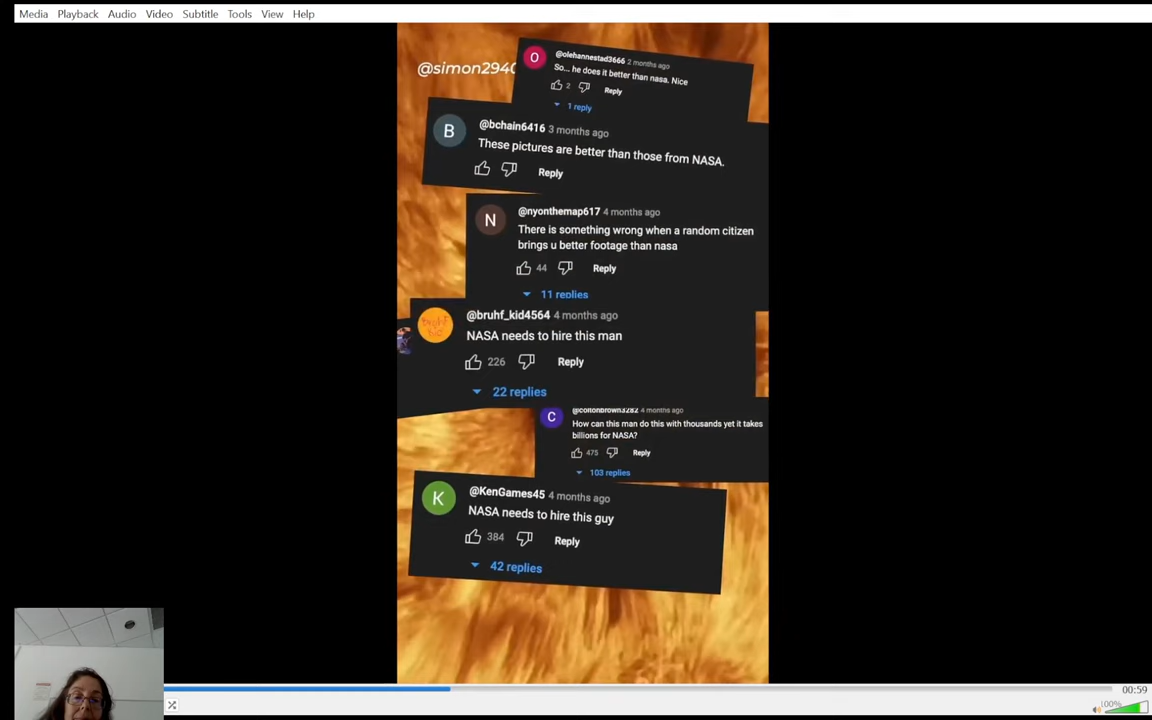 Media Playback Audio Video Subtitle Tools View Help
@simon2940
O
@olehannestad3666 2 months ago
So... he does it better than nasa. Nice
2 Reply
1 reply
B
@bchain6416 3 months ago
These pictures are better than those from NASA.
Reply
N
@nyonthemap617 4 months ago
There is something wrong when a random citizen
brings u better footage than nasa
44 Reply
11 replies
@bruhf_kid4564 4 months ago
NASA needs to hire this man
226 Reply
22 replies
C
@coltonbrown3282 4 months ago
How can this man do this with thousands yet it takes
billions for NASA?
475 Reply
103 replies
K
@KenGames45 4 months ago
NASA needs to hire this guy
384 Reply
42 replies
00:59
100%